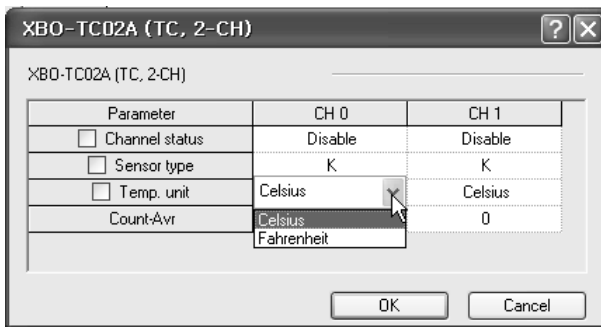 XBO-TC02A (TC, 2-CH)
XBO-TC02A (TC, 2-CH)
Parameter CH 0 CH 1
Channel status Disable Disable
Sensor type K K
Temp. unit Celsius Celsius
Count-Avr Celsius 0
Fahrenheit
OK Cancel